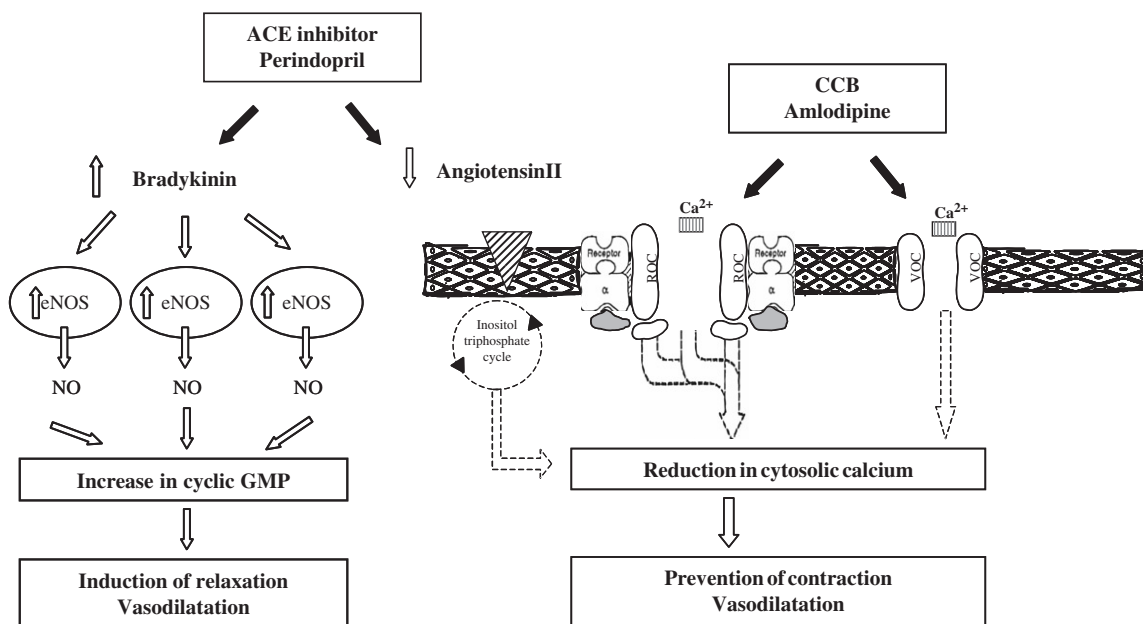 ACE inhibitor
Perindopril
CCB
Amlodipine
Bradykinin
AngiotensinII
Ca2+
Ca2+
Receptor
ROC
ROC
Receptor
VOC
VOC
α
α
eNOS
eNOS
eNOS
Inositol
triphosphate
cycle
NO
NO
NO
Increase in cyclic GMP
Reduction in cytosolic calcium
Induction of relaxation
Vasodilatation
Prevention of contraction
Vasodilatation